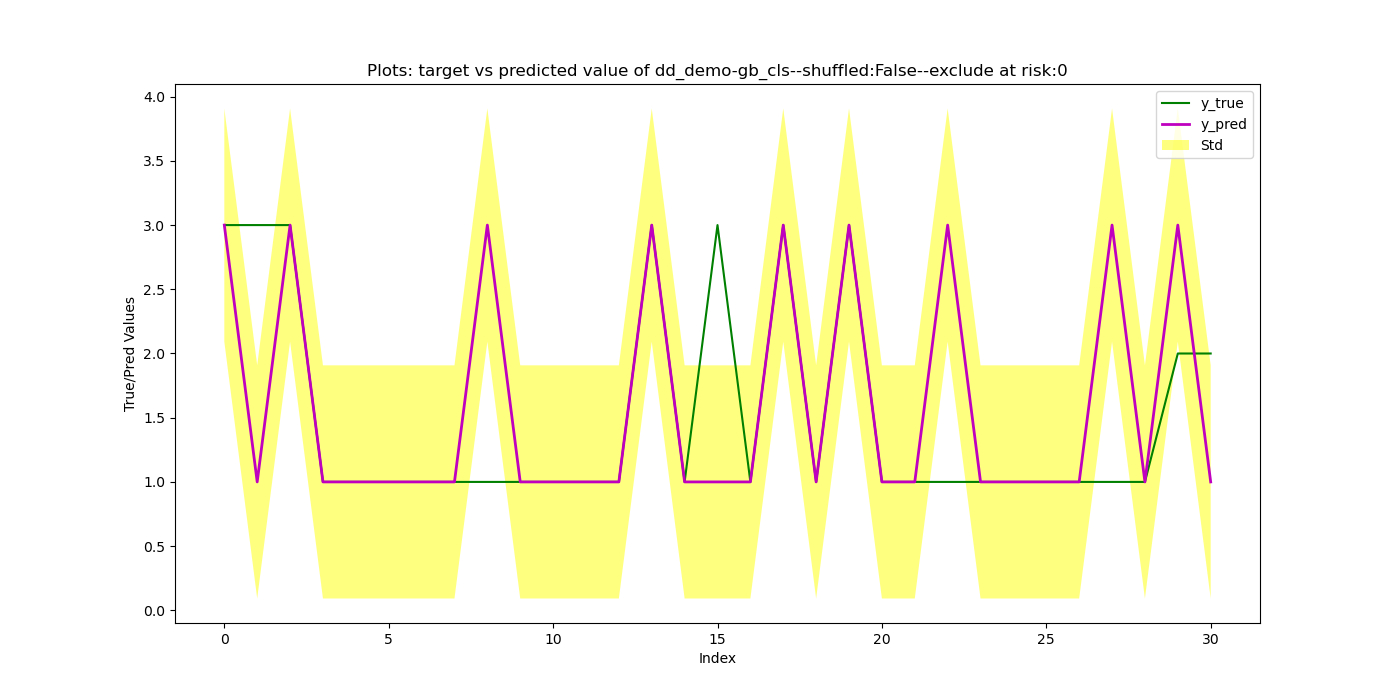 Plots: target vs predicted value of dd_demo-gb_cls--shuffled:False--exclude at risk:0
y_true
y_pred
Std
True/Pred Values
4.0
3.5
3.0
2.5
2.0
1.5
1.0
0.5
0.0
0 5 10 15 20 25 30
Index